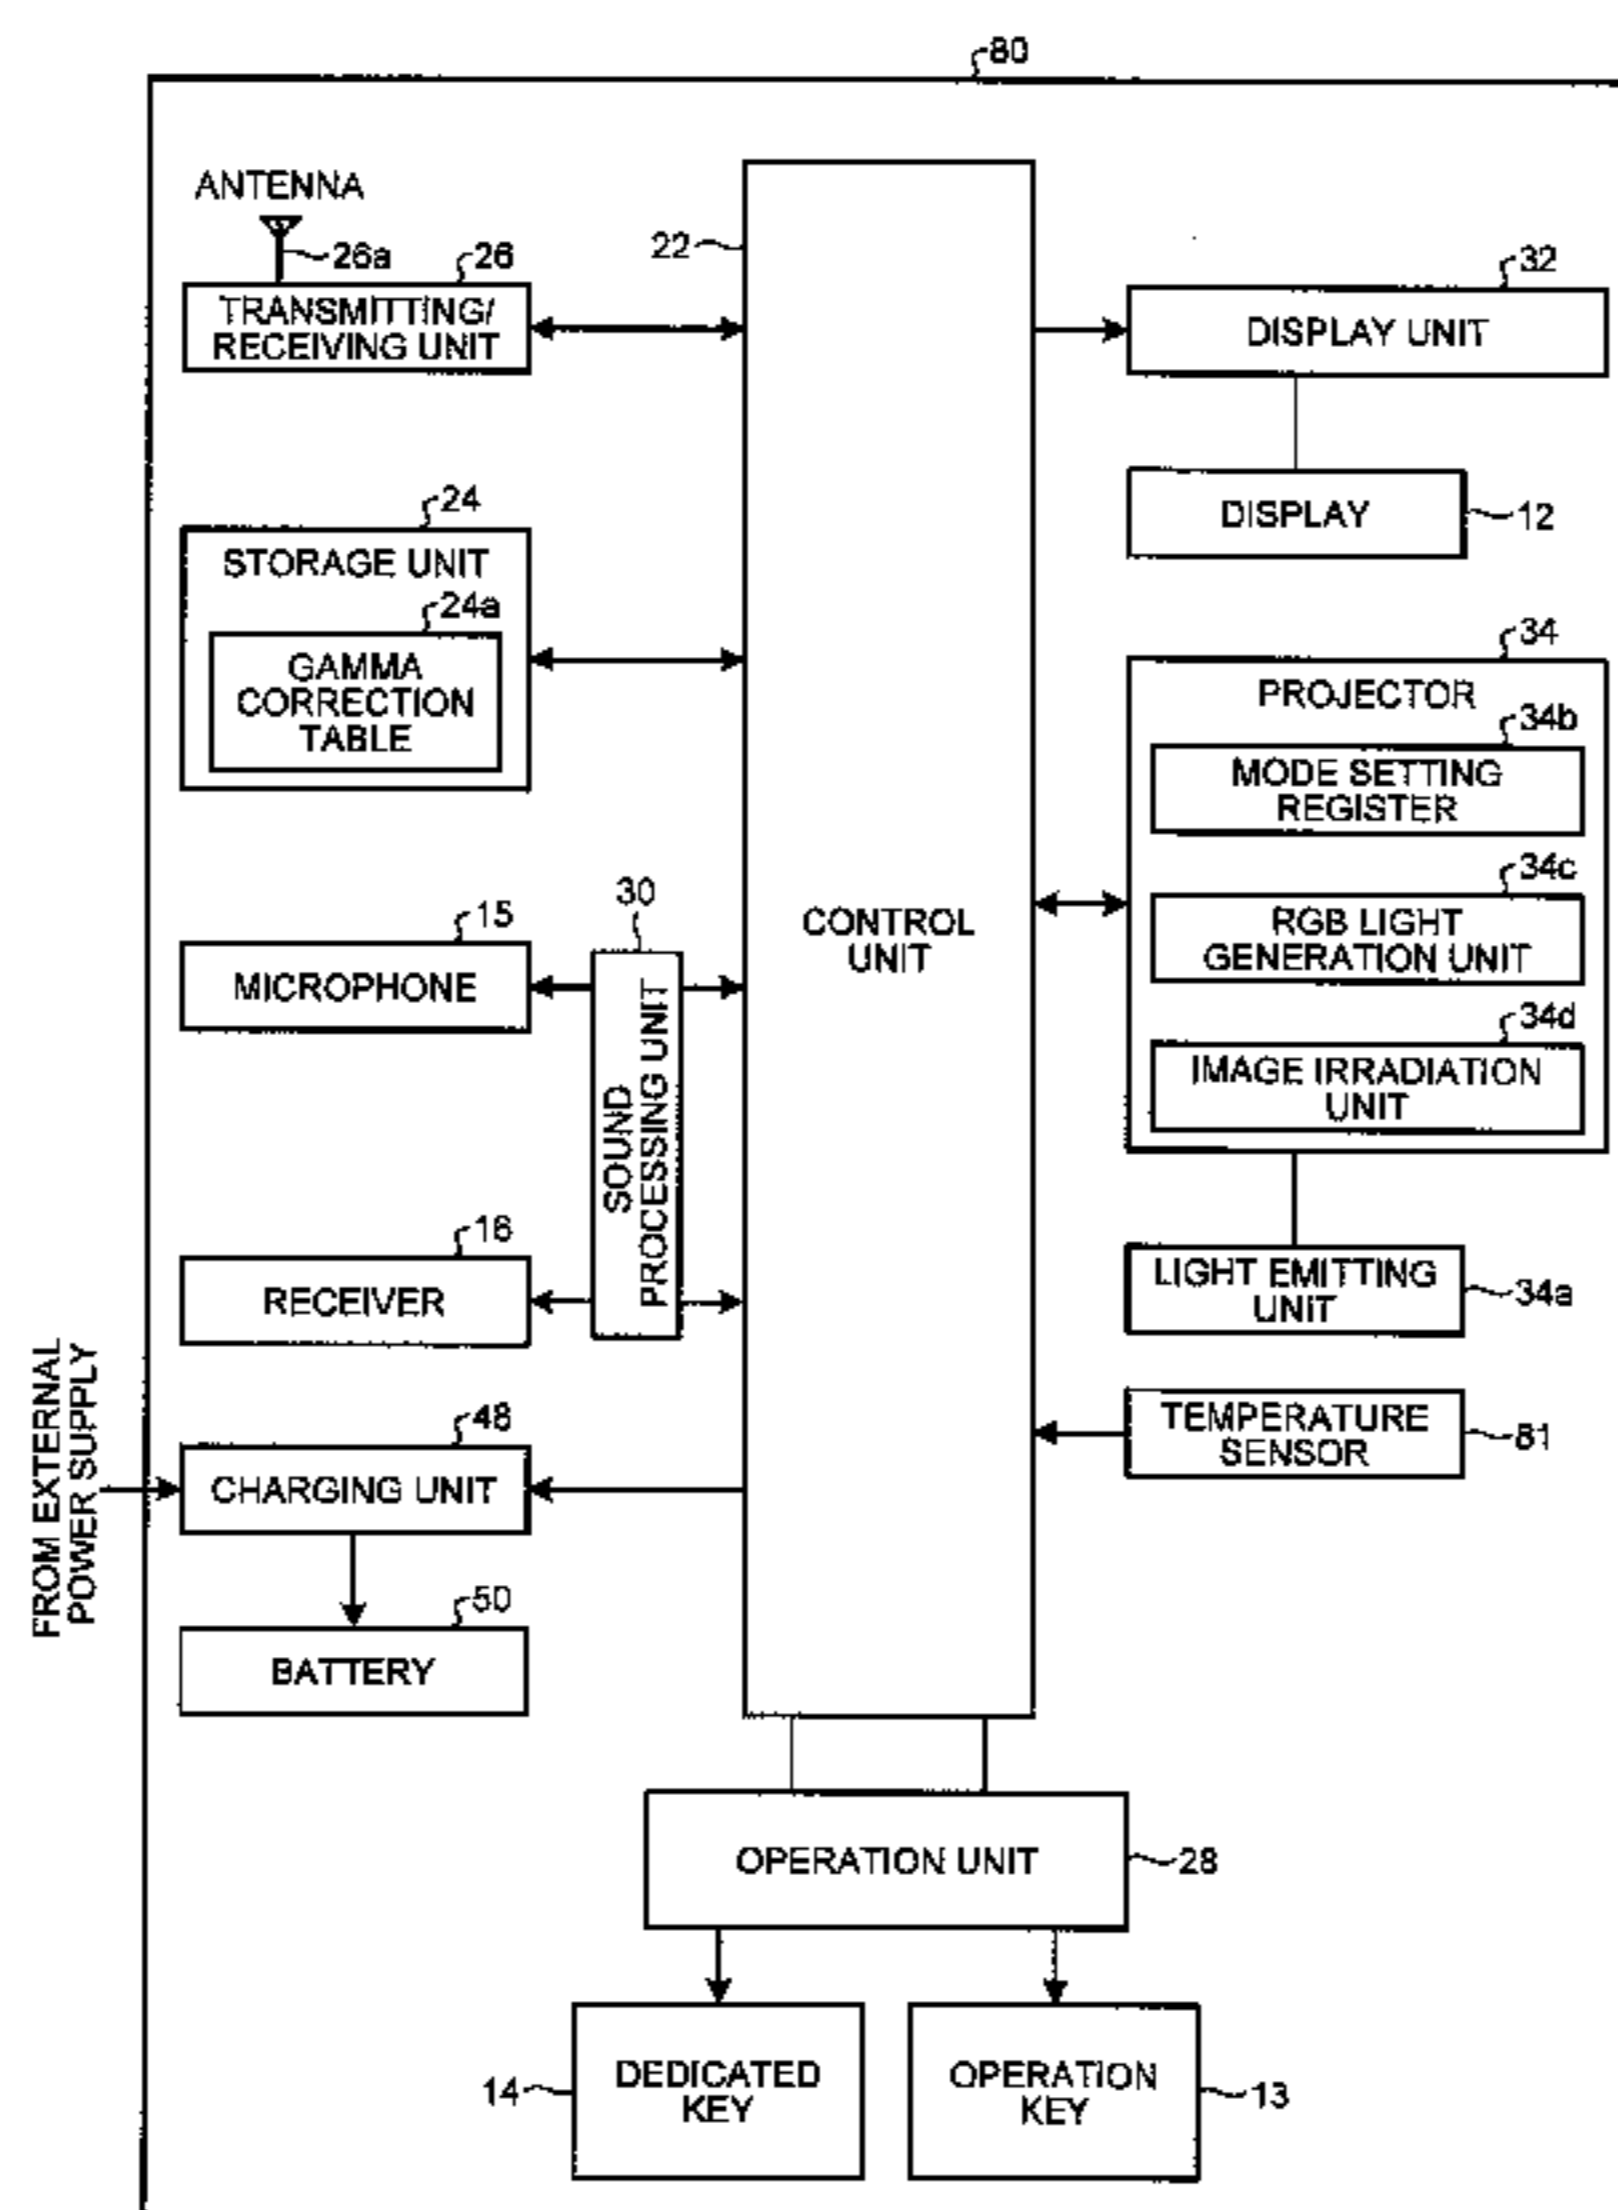 80
ANTENNA
26a
26
TRANSMITTING/
RECEIVING UNIT
22
32
DISPLAY UNIT
DISPLAY
12
24
STORAGE UNIT
24a
GAMMA
CORRECTION
TABLE
34
PROJECTOR
34b
MODE SETTING
REGISTER
34c
RGB LIGHT
GENERATION UNIT
34d
IMAGE IRRADIATION
UNIT
CONTROL
UNIT
30
SOUND
PROCESSING UNIT
15
MICROPHONE
16
RECEIVER
LIGHT EMITTING
UNIT
34a
TEMPERATURE
SENSOR
81
FROM EXTERNAL
POWER SUPPLY
48
CHARGING UNIT
50
BATTERY
OPERATION UNIT
28
14
DEDICATED
KEY
OPERATION
KEY
13